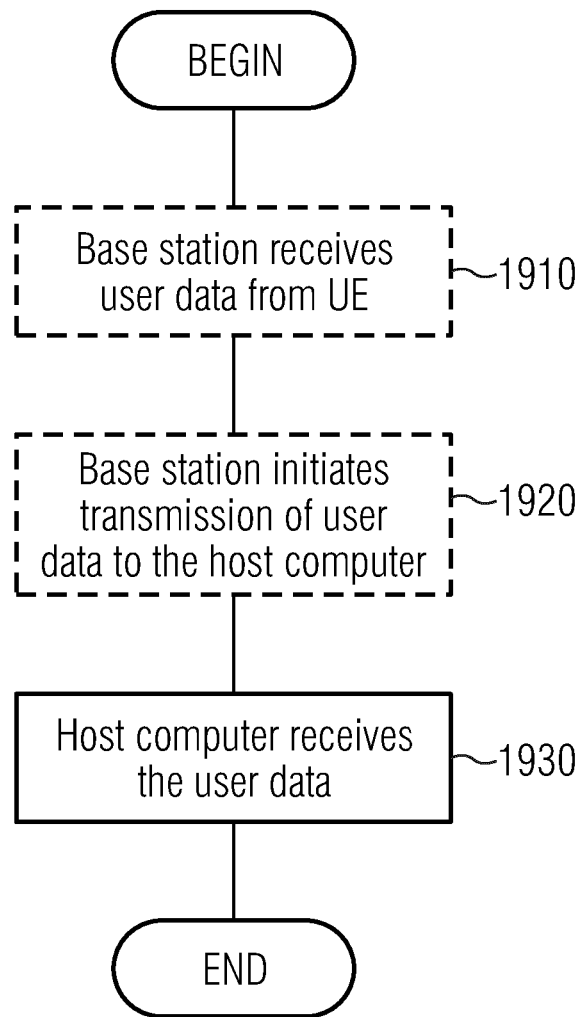 BEGIN
Base station receives
user data from UE
1910
Base station initiates
transmission of user
data to the host computer
1920
Host computer receives
the user data
1930
END